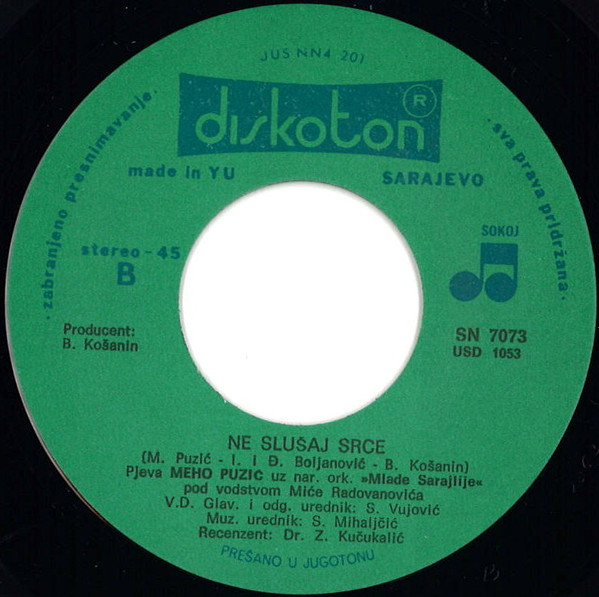 JUS N N4 201
diskoton ®
made in YU
SARAJEVO
· zabranjeno presnimavanje ·
· sva prava pridržana ·
stereo - 45
B
SOKOJ
Producent:
B. Košanin
SN 7073
USD 1053
NE SLUŠAJ SRCE
(M. Puzić - I. I Đ. Boljanović - B. Košanin)
Pjeva MEHO PUZIC uz nar. ork. »Mlade Sarajlije«
pod vodstvom Miće Radovanovića
V.D. Glav. i odg. urednik: S. Vujović
Muz. urednik: S. Mihaljčić
Recenzent: Dr. Z. Kučukalić
PREŠANO U JUGOTONU